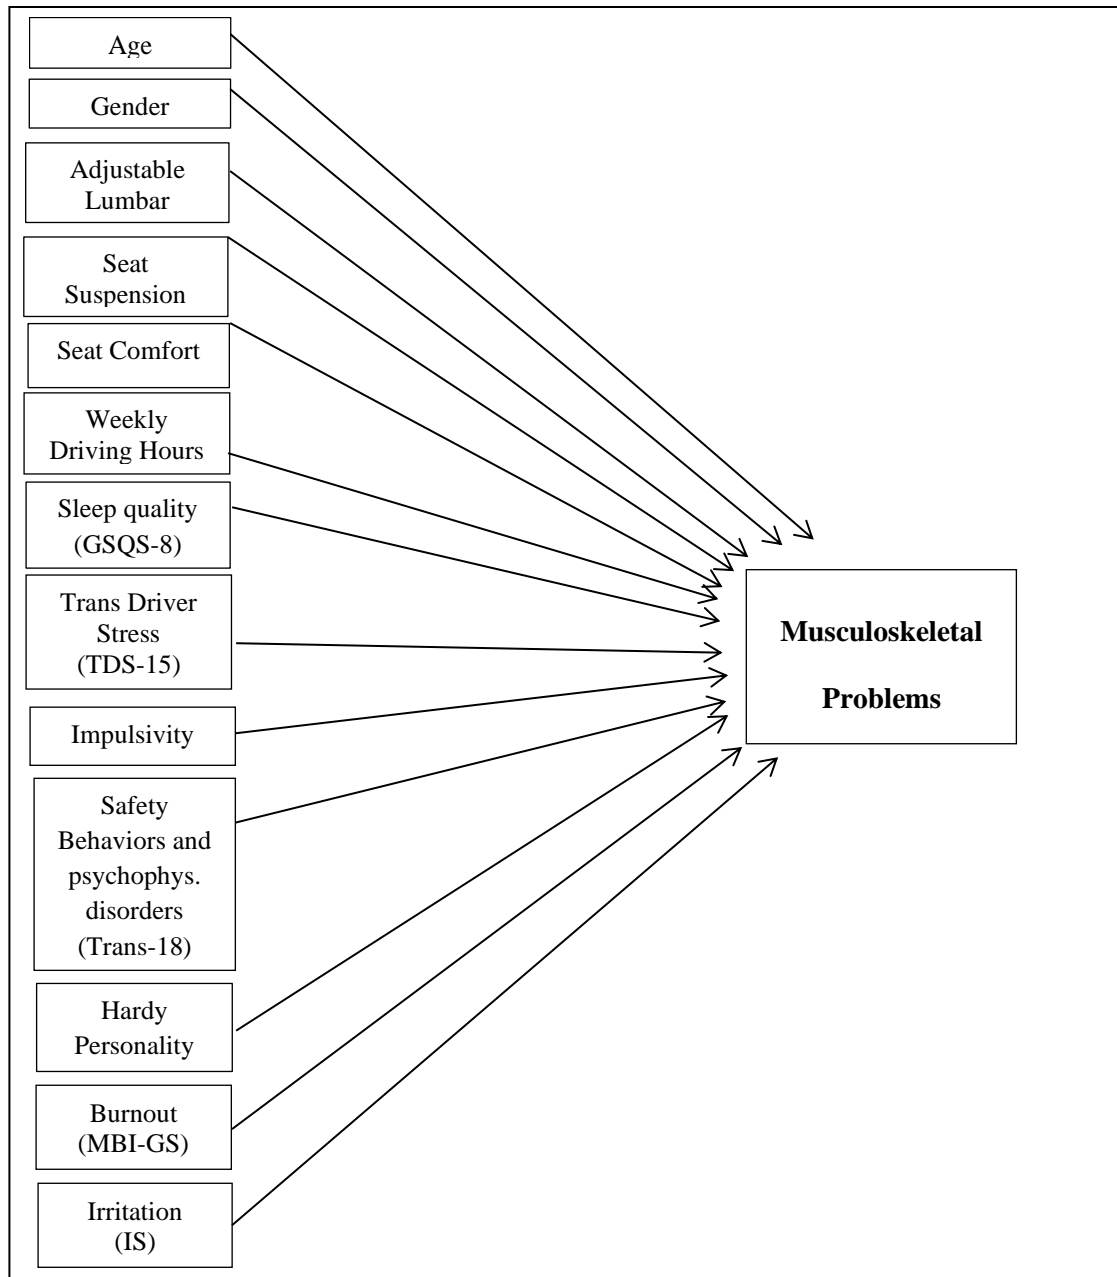 Age
Gender
Adjustable
Lumbar
Seat
Suspension
Seat Comfort
Weekly
Driving Hours
Sleep quality
(GSQS-8)
Trans Driver
Stress
(TDS-15)
Impulsivity
Safety
Behaviors and
psychophys.
disorders
(Trans-18)
Hardy
Personality
Burnout
(MBI-GS)
Irritation
(IS)
Musculoskeletal
Problems